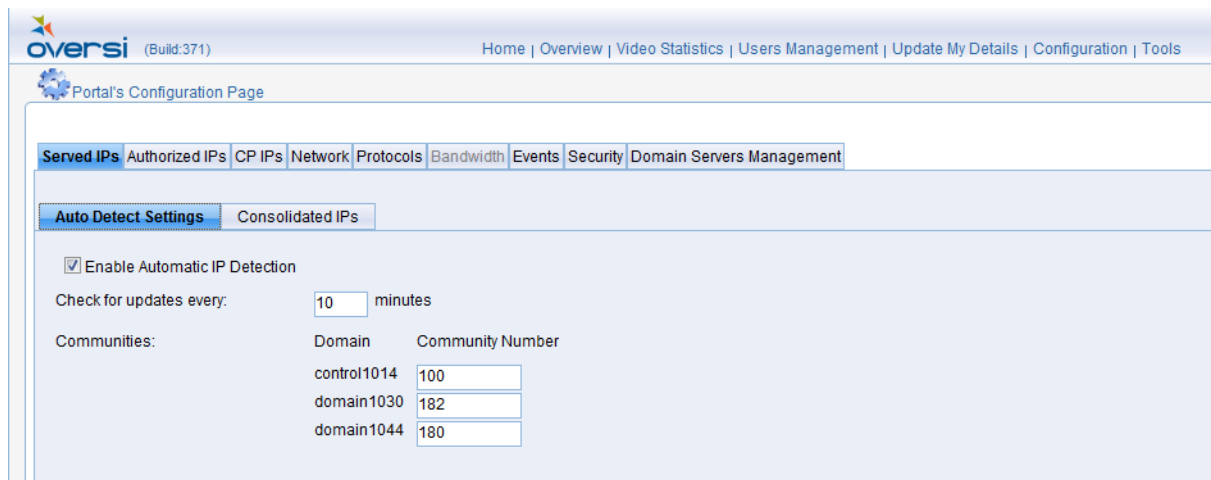 oversi (Build:371) Home | Overview | Video Statistics | Users Management | Update My Details | Configuration | Tools
Portal's Configuration Page
Served IPs Authorized IPs CP IPs Network Protocols Bandwidth Events Security Domain Servers Management
Auto Detect Settings Consolidated IPs
Enable Automatic IP Detection
Check for updates every: 10 minutes
Communities: Domain Community Number
control1014 100
domain1030 182
domain1044 180